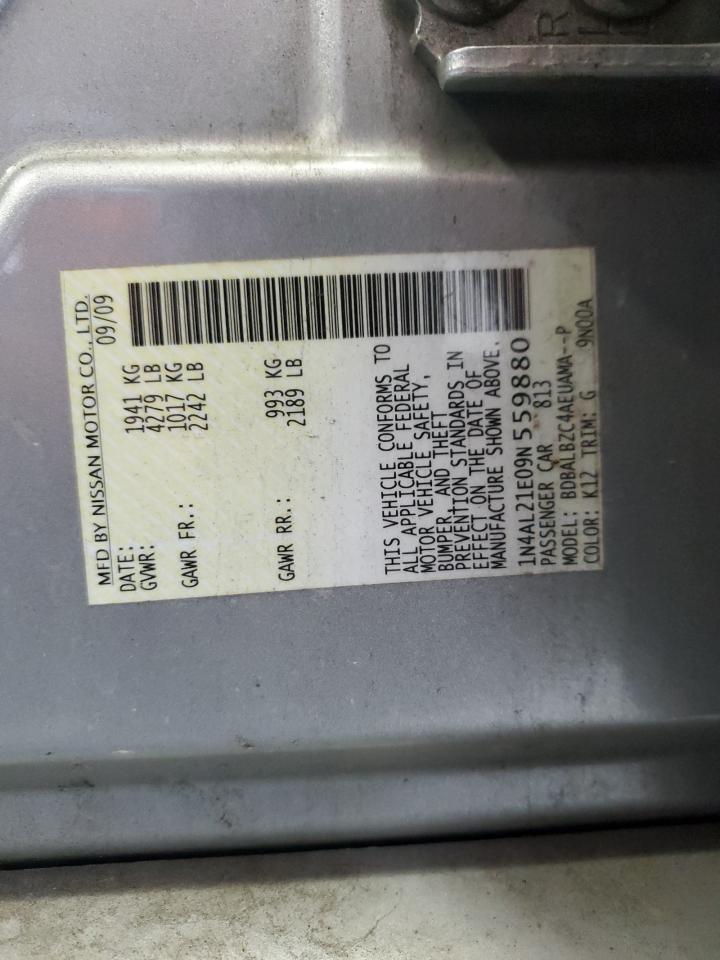 MFD BY NISSAN MOTOR CO., LTD.
DATE: 09/09
GVWR: 1941 KG
4279 LB
GAWR FR.: 1017 KG
2242 LB
GAWR RR.: 993 KG
2189 LB
THIS VEHICLE CONFORMS TO
ALL APPLICABLE FEDERAL
MOTOR VEHICLE SAFETY,
BUMPER, AND THEFT
PREVENTION STANDARDS IN
EFFECT ON THE DATE OF
MANUFACTURE SHOWN ABOVE.
1N4AL21E09N559880
PASSENGER CAR 813
MODEL: BDBALBZC4AEUAMA--P
COLOR: K12 TRIM: G 9N00A